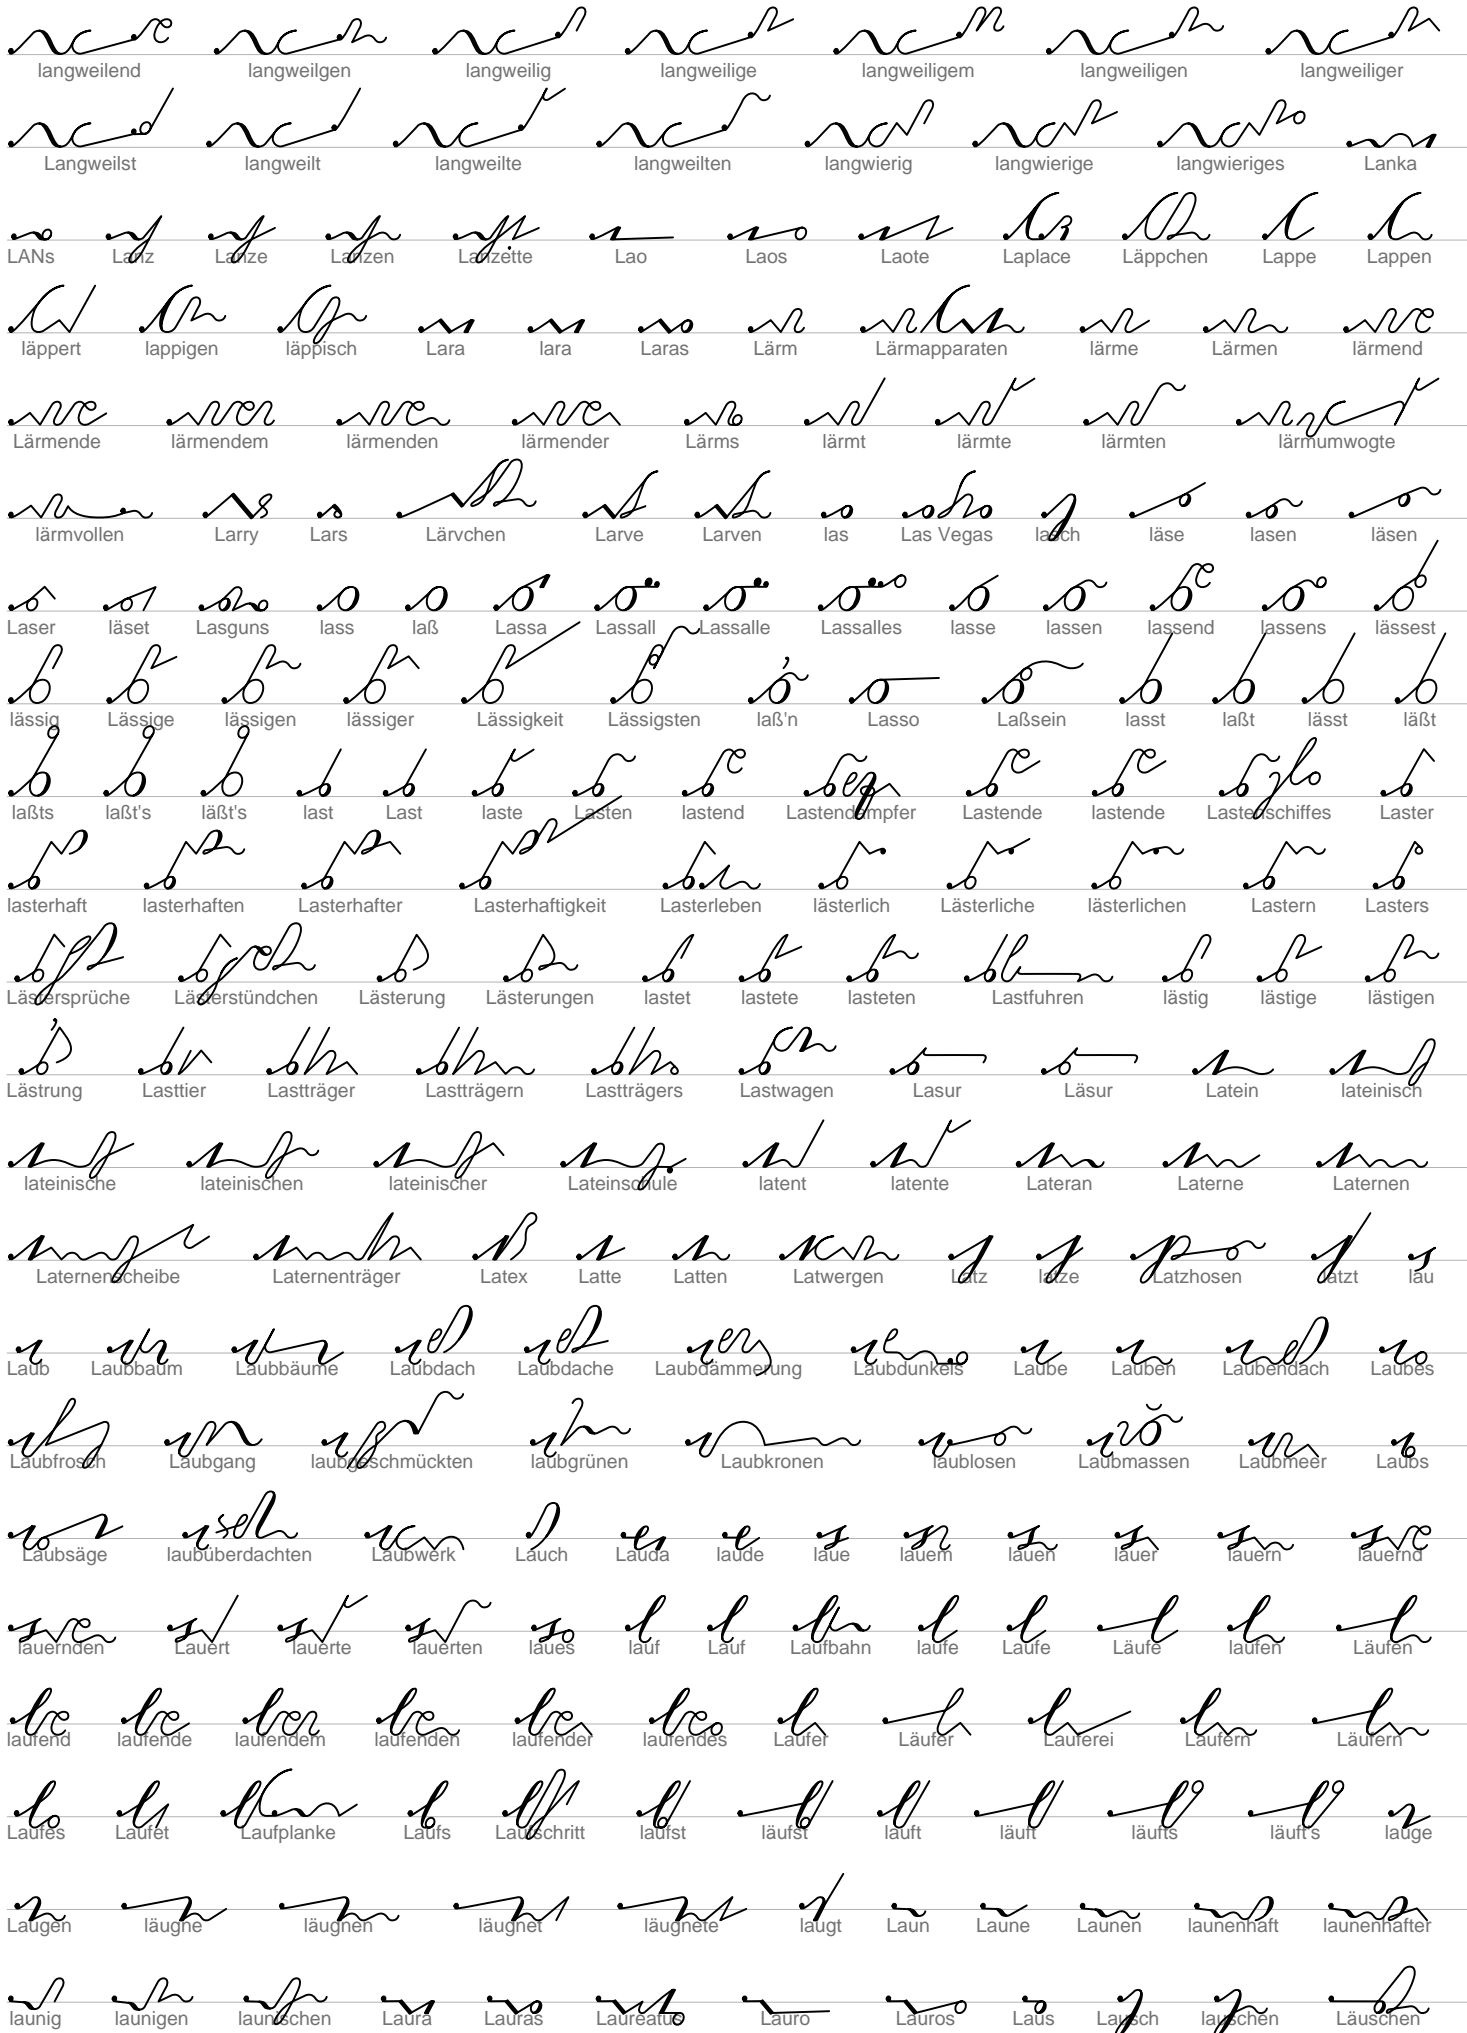 langweilend langweilgen langweilig langweilige langweiligem langweiligen langweiliger
Langweilst langweilt langweilte langweilten langwierig langwierige langwieriges Lanka
LANs Lanz Lanze Lanzen Lanzette Lao Laos Laote Laplace Läppchen Lappe Lappen
läppert lappigen läppisch Lara lara Laras Lärm Lärmapparaten lärme Lärmen lärmend
Lärmende lärmendem lärmenden lärmender Lärms lärmt lärmte lärmten lärmumwogte
lärmvollen Larry Lars Lärvchen Larve Larven las Las Vegas lasch läse lasen läsen
Laser läset Lasguns lass laß Lassa Lassall Lassalle Lassalles lasse lassen lassend lassens lässest
lässig Lässige lässigen lässiger Lässigkeit Lässigsten laß'n Lasso Laßsein lasst laßt lässt läßt
laßts laßt's läßt's last Last laste Lasten lastend Lastendampfer Lastende lastende Lastenschiffes Laster
lasterhaft lasterhaften Lasterhafter Lasterhaftigkeit Lasterleben lästerlich Lästerliche lästerlichen Lastern Lasters
Lästersprüche Lästerstündchen Lästerung Lästerungen lastet lastete lasteten Lastfuhren lästig lästige lästigen
Lästrung Lasttier Lastträger Lastträgern Lastträgers Lastwagen Lasur Läsur Latein lateinisch
lateinische lateinischen lateinischer Lateinschule latent latente Lateran Laterne Laternen
Laternenscheibe Laternenträger Latex Latte Latten Latwergen Latz latze Latzhosen latzt lau
Laub Laubbaum Laubbäume Laubdach Laubdache Laubdämmerung Laubdunkels Laube Lauben Laubendach Laubes
Laubfrosch Laubgang laubgeschmückten laubgrünen Laubkronen laublosen Laubmassen Laubmeer Laubs
Laubsäge laubüberdachten Laubwerk Lauch Lauda laude laue lauem lauen lauer lauern lauernd
lauernden Lauert lauerte lauerten laues lauf Lauf Laufbahn laufe Laufe Läufe laufen Läufen
laufend laufende laufendem laufenden laufender laufendes Laufer Läufer Lauferei Laufern Läufern
Laufes Laufet Laufplanke Laufs Laufschritt laufst läufst lauft läuft läufts läuft's lauge
Laugen läugne läugnen läugnet läugnete laugt Laun Laune Launen launenhaft launenhafter
launig launigen launischen Laura Lauras Laureatus Lauro Lauros Laus Lausch lauschen Läuschen